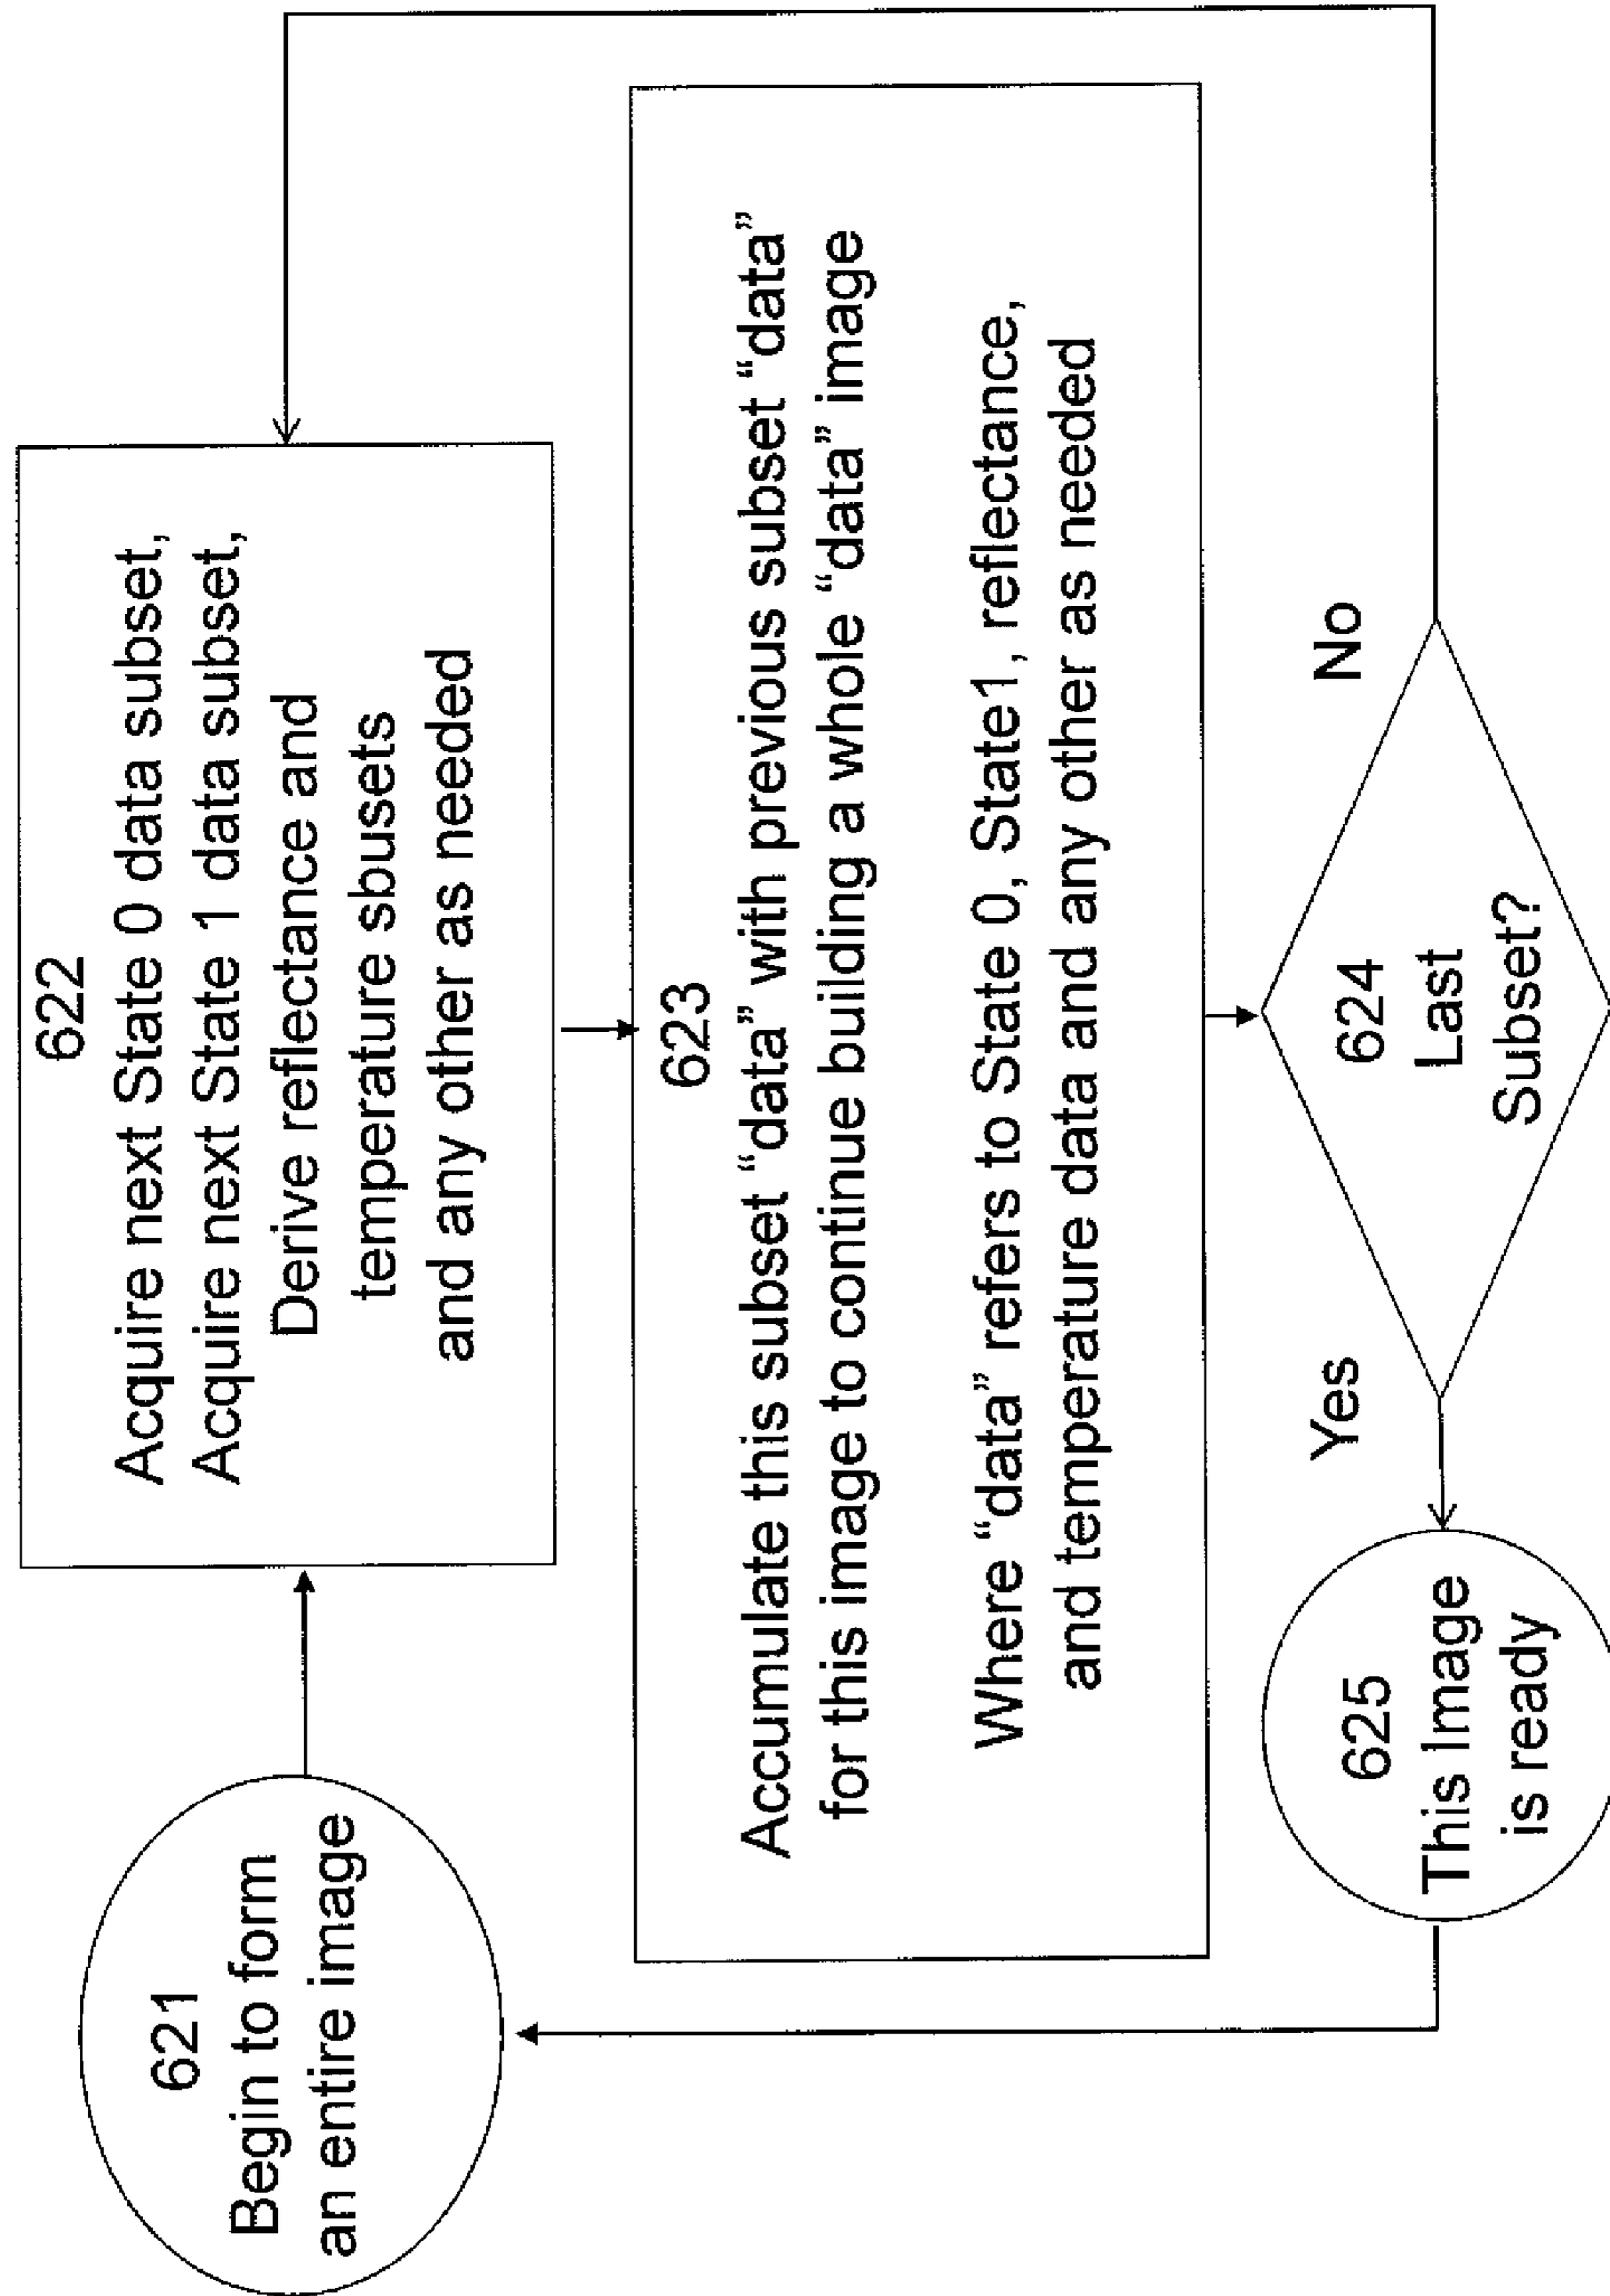 621
Begin to form
an entire image
622
Acquire next State 0 data subset,
Acquire next State 1 data subset,
Derive reflectance and
temperature sbusets
and any other as needed
623
Accumulate this subset “data” with previous subset “data”
for this image to continue building a whole “data” image
Where “data” refers to State 0, State1, reflectance,
and temperature data and any other as needed
624
Last
Subset?
Yes
No
625
This Image
is ready